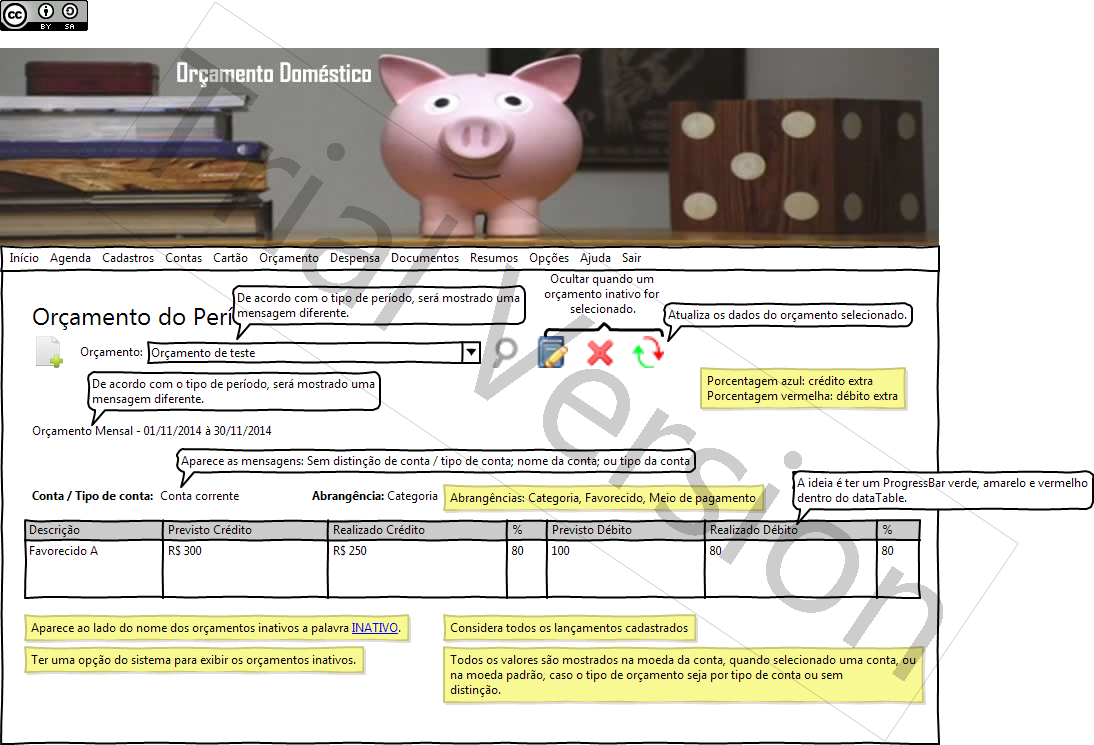 cc BY SA
Orçamento Doméstico
Início Agenda Cadastros Contas Cartão Orçamento Despensa Documentos Resumos Opções Ajuda Sair
Ocultar quando um
orçamento inativo for
selecionado.
De acordo com o tipo de período, será mostrado uma
mensagem diferente.
Atualiza os dados do orçamento selecionado.
Orçamento do Perí
Orçamento: Orçamento de teste
De acordo com o tipo de período, será mostrado uma
mensagem diferente.
Porcentagem azul: crédito extra
Porcentagem vermelha: débito extra
Orçamento Mensal - 01/11/2014 à 30/11/2014
Aparece as mensagens: Sem distinção de conta / tipo de conta; nome da conta; ou tipo da conta
A ideia é ter um ProgressBar verde, amarelo e vermelho
dentro do dataTable.
Conta / Tipo de conta: Conta corrente Abrangência: Categoria
Abrangências: Categoria, Favorecido, Meio de pagamento
Descrição Previsto Crédito Realizado Crédito % Previsto Débito Realizado Débito %
Favorecido A R$ 300 R$ 250 80 100 80 80
Aparece ao lado do nome dos orçamentos inativos a palavra INATIVO.
Considera todos os lançamentos cadastrados
Ter uma opção do sistema para exibir os orçamentos inativos.
Todos os valores são mostrados na moeda da conta, quando selecionado uma conta, ou
na moeda padrão, caso o tipo de orçamento seja por tipo de conta ou sem
distinção.
Trial Version